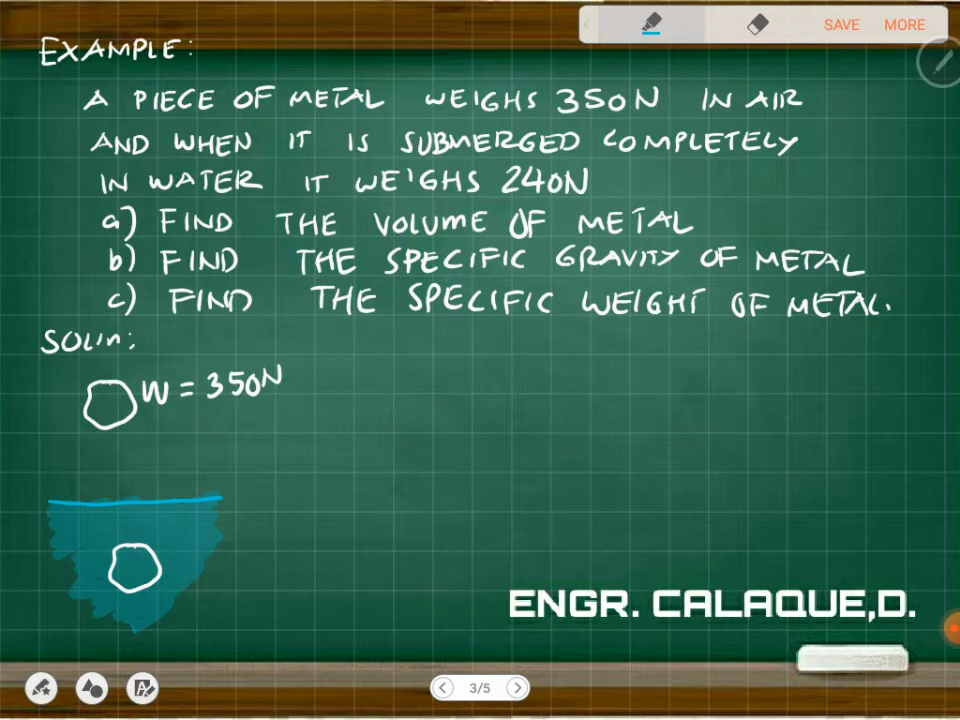 SAVE MORE
EXAMPLE:
A PIECE OF METAL WEIGHS 350N IN AIR
AND WHEN IT IS SUBMERGED COMPLETELY
IN WATER IT WEIGHS 240N
a) FIND THE VOLUME OF METAL
b) FIND THE SPECIFIC GRAVITY OF METAL
c) FIND THE SPECIFIC WEIGHT OF METAL.
SOLN:
W = 350N
ENGR. CALAQUE,D.
3/5